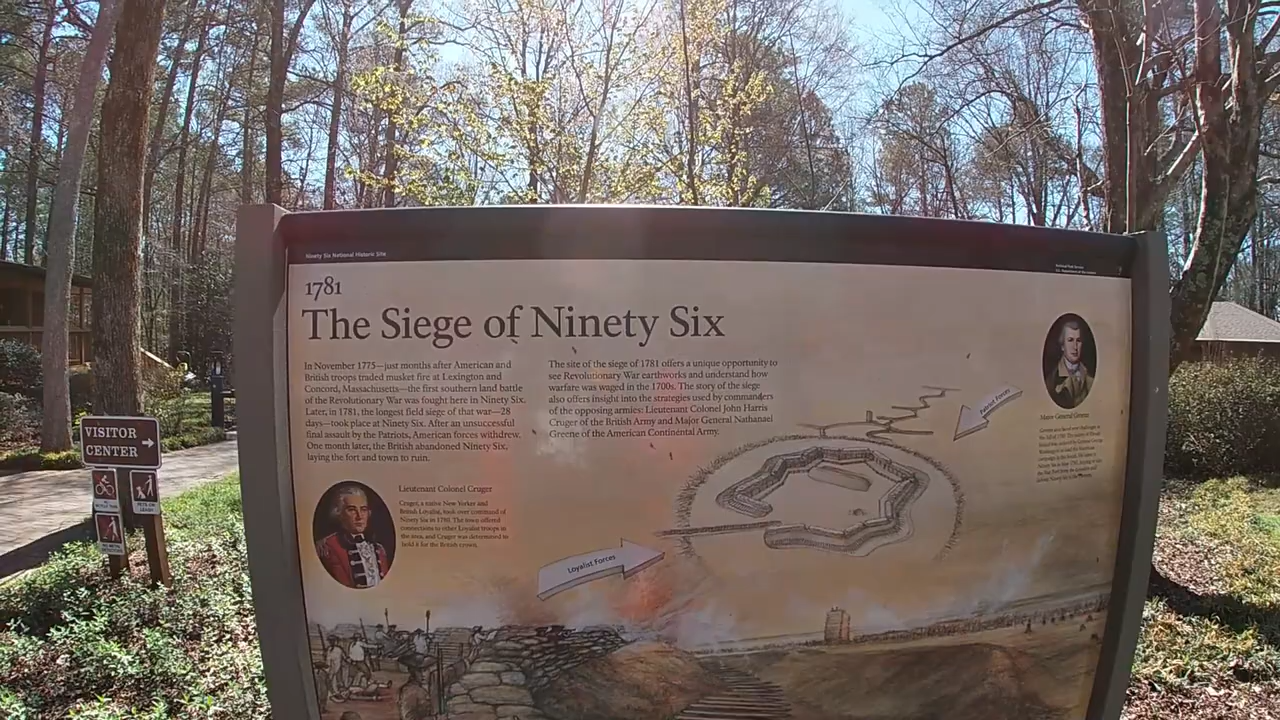 Ninety Six National Historic Site
National Park Service
U.S. Department of the Interior
1781
The Siege of Ninety Six
In November 1775—just months after American and
British troops traded musket fire at Lexington and
Concord, Massachusetts—the first southern land battle
of the Revolutionary War was fought here in Ninety Six.
Later, in 1781, the longest field siege of that war—28
days—took place at Ninety Six. After an unsuccessful
final assault by the Patriots, American forces withdrew.
One month later, the British abandoned Ninety Six,
laying the fort and town to ruin.
The site of the siege of 1781 offers a unique opportunity to
see Revolutionary War earthworks and understand how
warfare was waged in the 1700s. The story of the siege
also offers insight into the strategies used by commanders
of the opposing armies: Lieutenant Colonel John Harris
Cruger of the British Army and Major General Nathanael
Greene of the American Continental Army.
Patriot Forces
Major General Greene
Lieutenant Colonel Cruger
Cruger, a native New Yorker and
British Loyalist, took over command of
Ninety Six in 1780. The town offered
connections to other Loyalist troops in
the area, and Cruger was determined to
hold it for the British crown.
Loyalist Forces
VISITOR
CENTER
PETS ON
LEASH